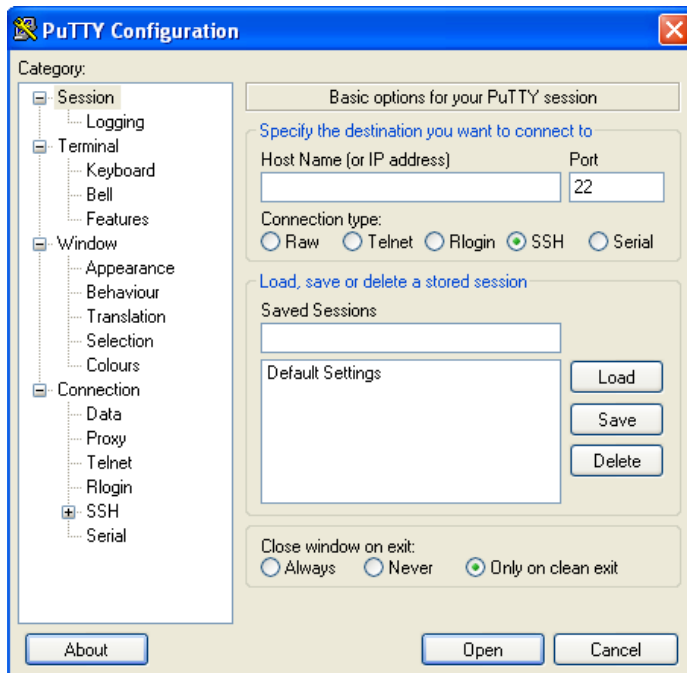 PuTTY Configuration
Category:
Session
Logging
Terminal
Keyboard
Bell
Features
Window
Appearance
Behaviour
Translation
Selection
Colours
Connection
Data
Proxy
Telnet
Rlogin
SSH
Serial
Basic options for your PuTTY session
Specify the destination you want to connect to
Host Name (or IP address) Port
22
Connection type:
Raw Telnet Rlogin SSH Serial
Load, save or delete a stored session
Saved Sessions
Default Settings
Load
Save
Delete
Close window on exit:
Always Never Only on clean exit
About Open Cancel